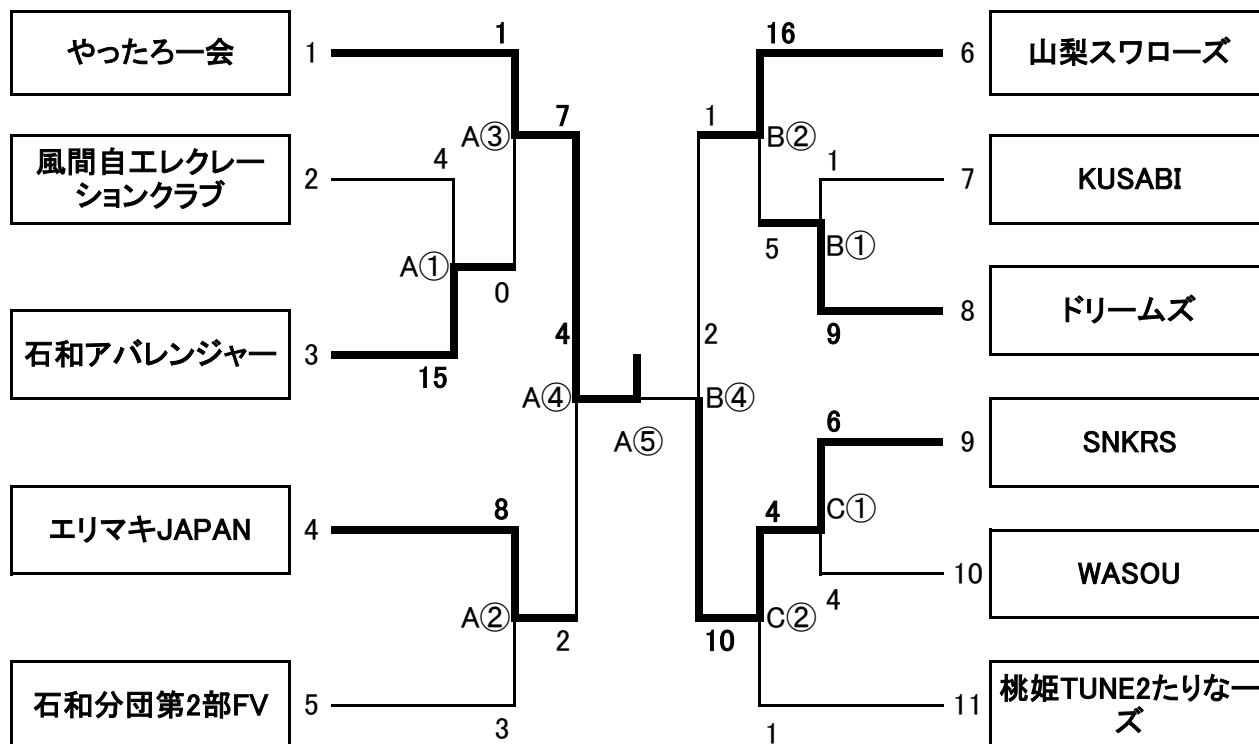 1
16
やったろー会
1
6
山梨スワローズ
A③
7
1
B②
風間自エレクレー
ションクラブ
2
4
1
7
KUSABI
A①
0
5
B①
石和アバレンジャー
3
15
4
2
9
8
ドリームズ
A④
B④
A⑤
6
9
SNKRS
エリマキJAPAN
4
8
4
C①
10
WASOU
4
A②
2
10
C②
石和分団第2部FV
5
3
1
11
桃姫TUNE2たりなー
ズ